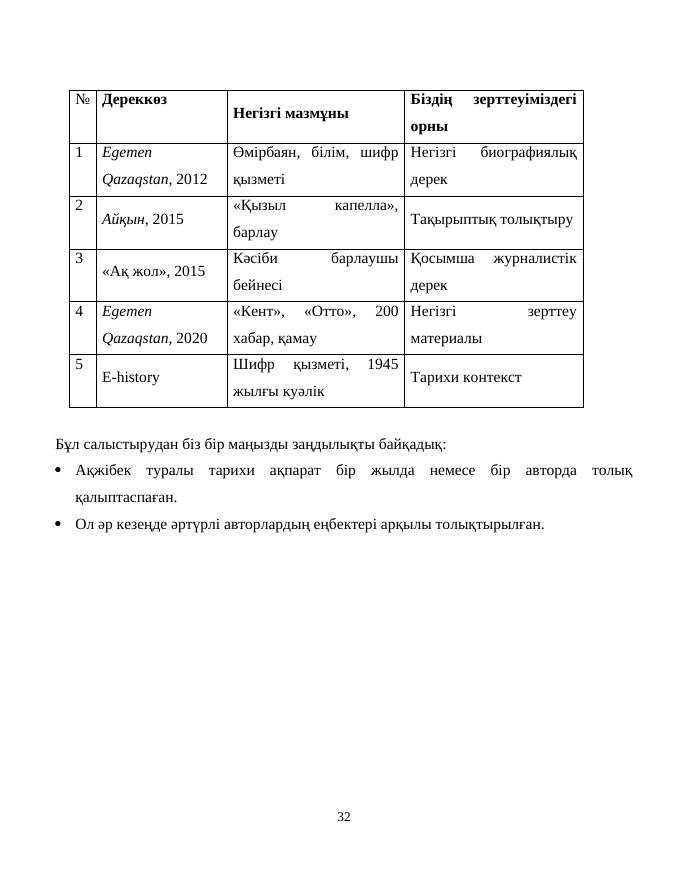 № Дереккөз Негізгі мазмұны Біздің зерттеуіміздегі
орны
1 Egemen Өмірбаян, білім, шифр Негізгі биографиялық
Qazaqstan, 2012 қызметі дерек
2 Айқын, 2015 «Қызыл капелла», Тақырыптық толықтыру
барлау
3 «Ақ жол», 2015 Кәсіби барлаушы Қосымша журналистік
бейнесі дерек
4 Egemen «Кент», «Отто», 200 Негізгі зерттеу
Qazaqstan, 2020 хабар, қамау материалы
5 E-history Шифр қызметі, 1945 Тарихи контекст
жылғы куәлік
Бұл салыстырудан біз бір маңызды заңдылықты байқадық:
• Ақжібек туралы тарихи ақпарат бір жылда немесе бір авторда толық
қалыптаспаған.
• Ол әр кезеңде әртүрлі авторлардың еңбектері арқылы толықтырылған.
32